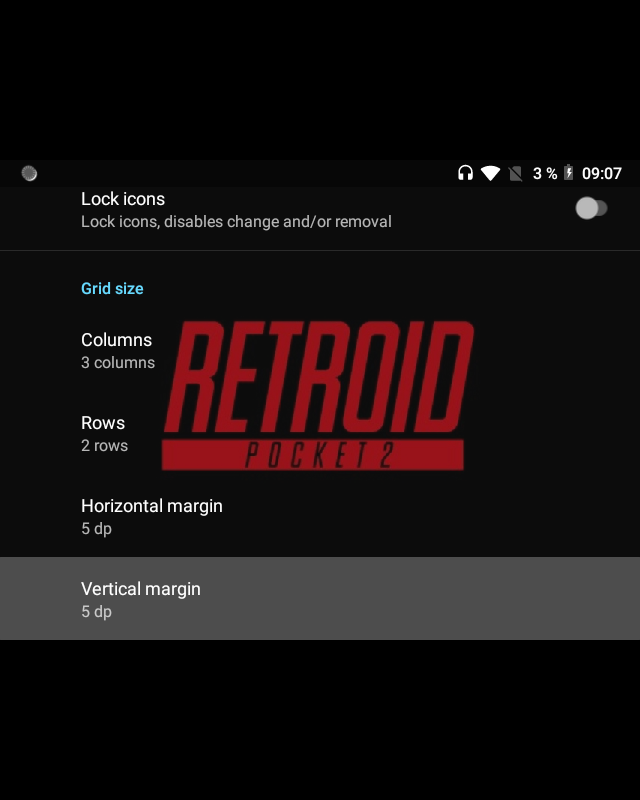 3 % 09:07
Lock icons
Lock icons, disables change and/or removal
Grid size
Columns
3 columns
RETROID
POCKET 2
Rows
2 rows
Horizontal margin
5 dp
Vertical margin
5 dp